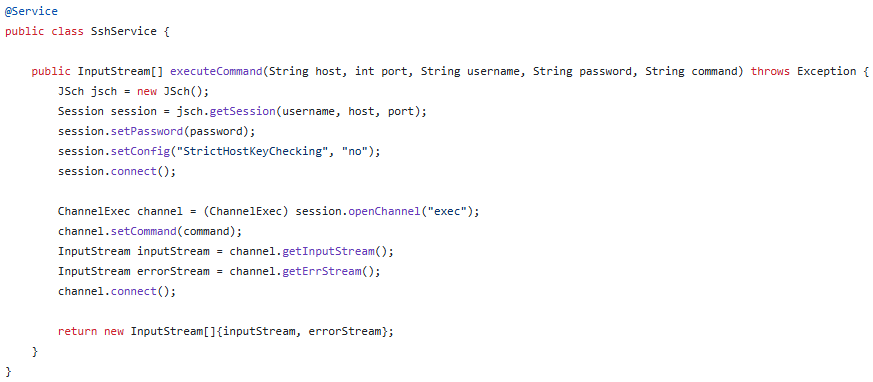 @Service
public class SshService {
public InputStream[] executeCommand(String host, int port, String username, String password, String command) throws Exception {
JSch jsch = new JSch();
Session session = jsch.getSession(username, host, port);
session.setPassword(password);
session.setConfig("StrictHostKeyChecking", "no");
session.connect();
ChannelExec channel = (ChannelExec) session.openChannel("exec");
channel.setCommand(command);
InputStream inputStream = channel.getInputStream();
InputStream errorStream = channel.getErrStream();
channel.connect();
return new InputStream[]{inputStream, errorStream};
}
}